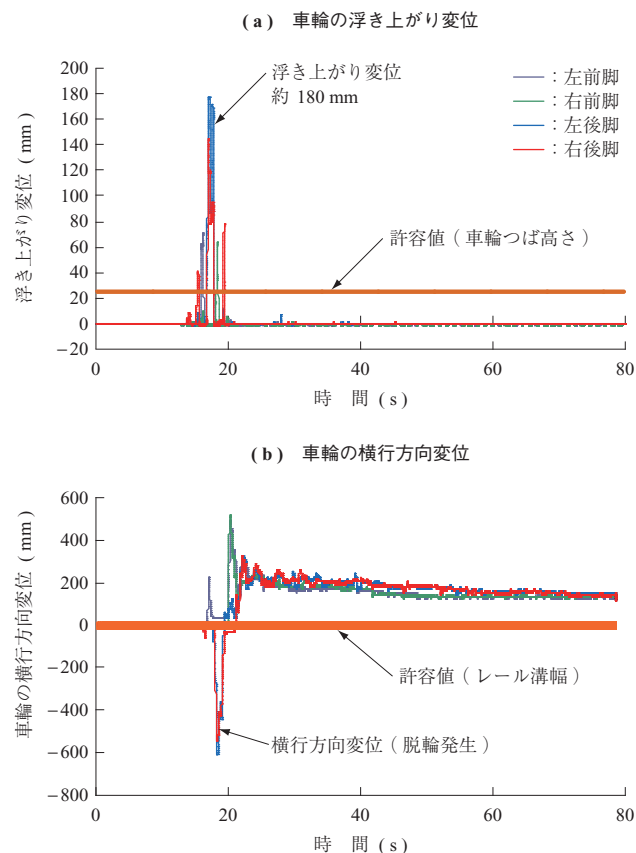 ( a ) 車輪の浮き上がり変位
浮き上がり変位
約 180 mm
：左前脚
：右前脚
：左後脚
：右後脚
許容値 ( 車輪つば高さ )
浮き上がり変位 ( mm )
200
180
160
140
120
100
80
60
40
20
0
−20
0
20
40
60
80
時　間 ( s )
( b ) 車輪の横行方向変位
車輪の横行方向変位 ( mm )
600
400
200
0
−200
−400
−600
−800
許容値 ( レール溝幅 )
横行方向変位 ( 脱輪発生 )
0
20
40
60
80
時　間 ( s )